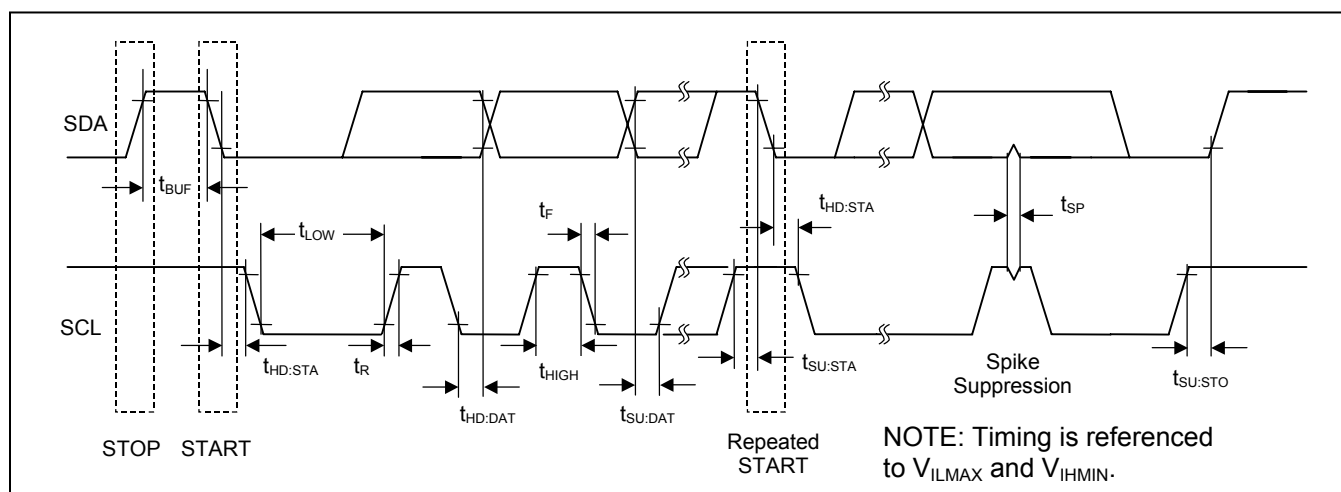 SDA
tBUF
tLOW
tF
tHD:STA
tSP
SCL
tHD:STA
tR
tHD:DAT
tHIGH
tSU:DAT
tSU:STA
Spike
Suppression
tSU:STO
STOP
START
Repeated
START
NOTE: Timing is referenced
to VILMAX and VIHMIN.